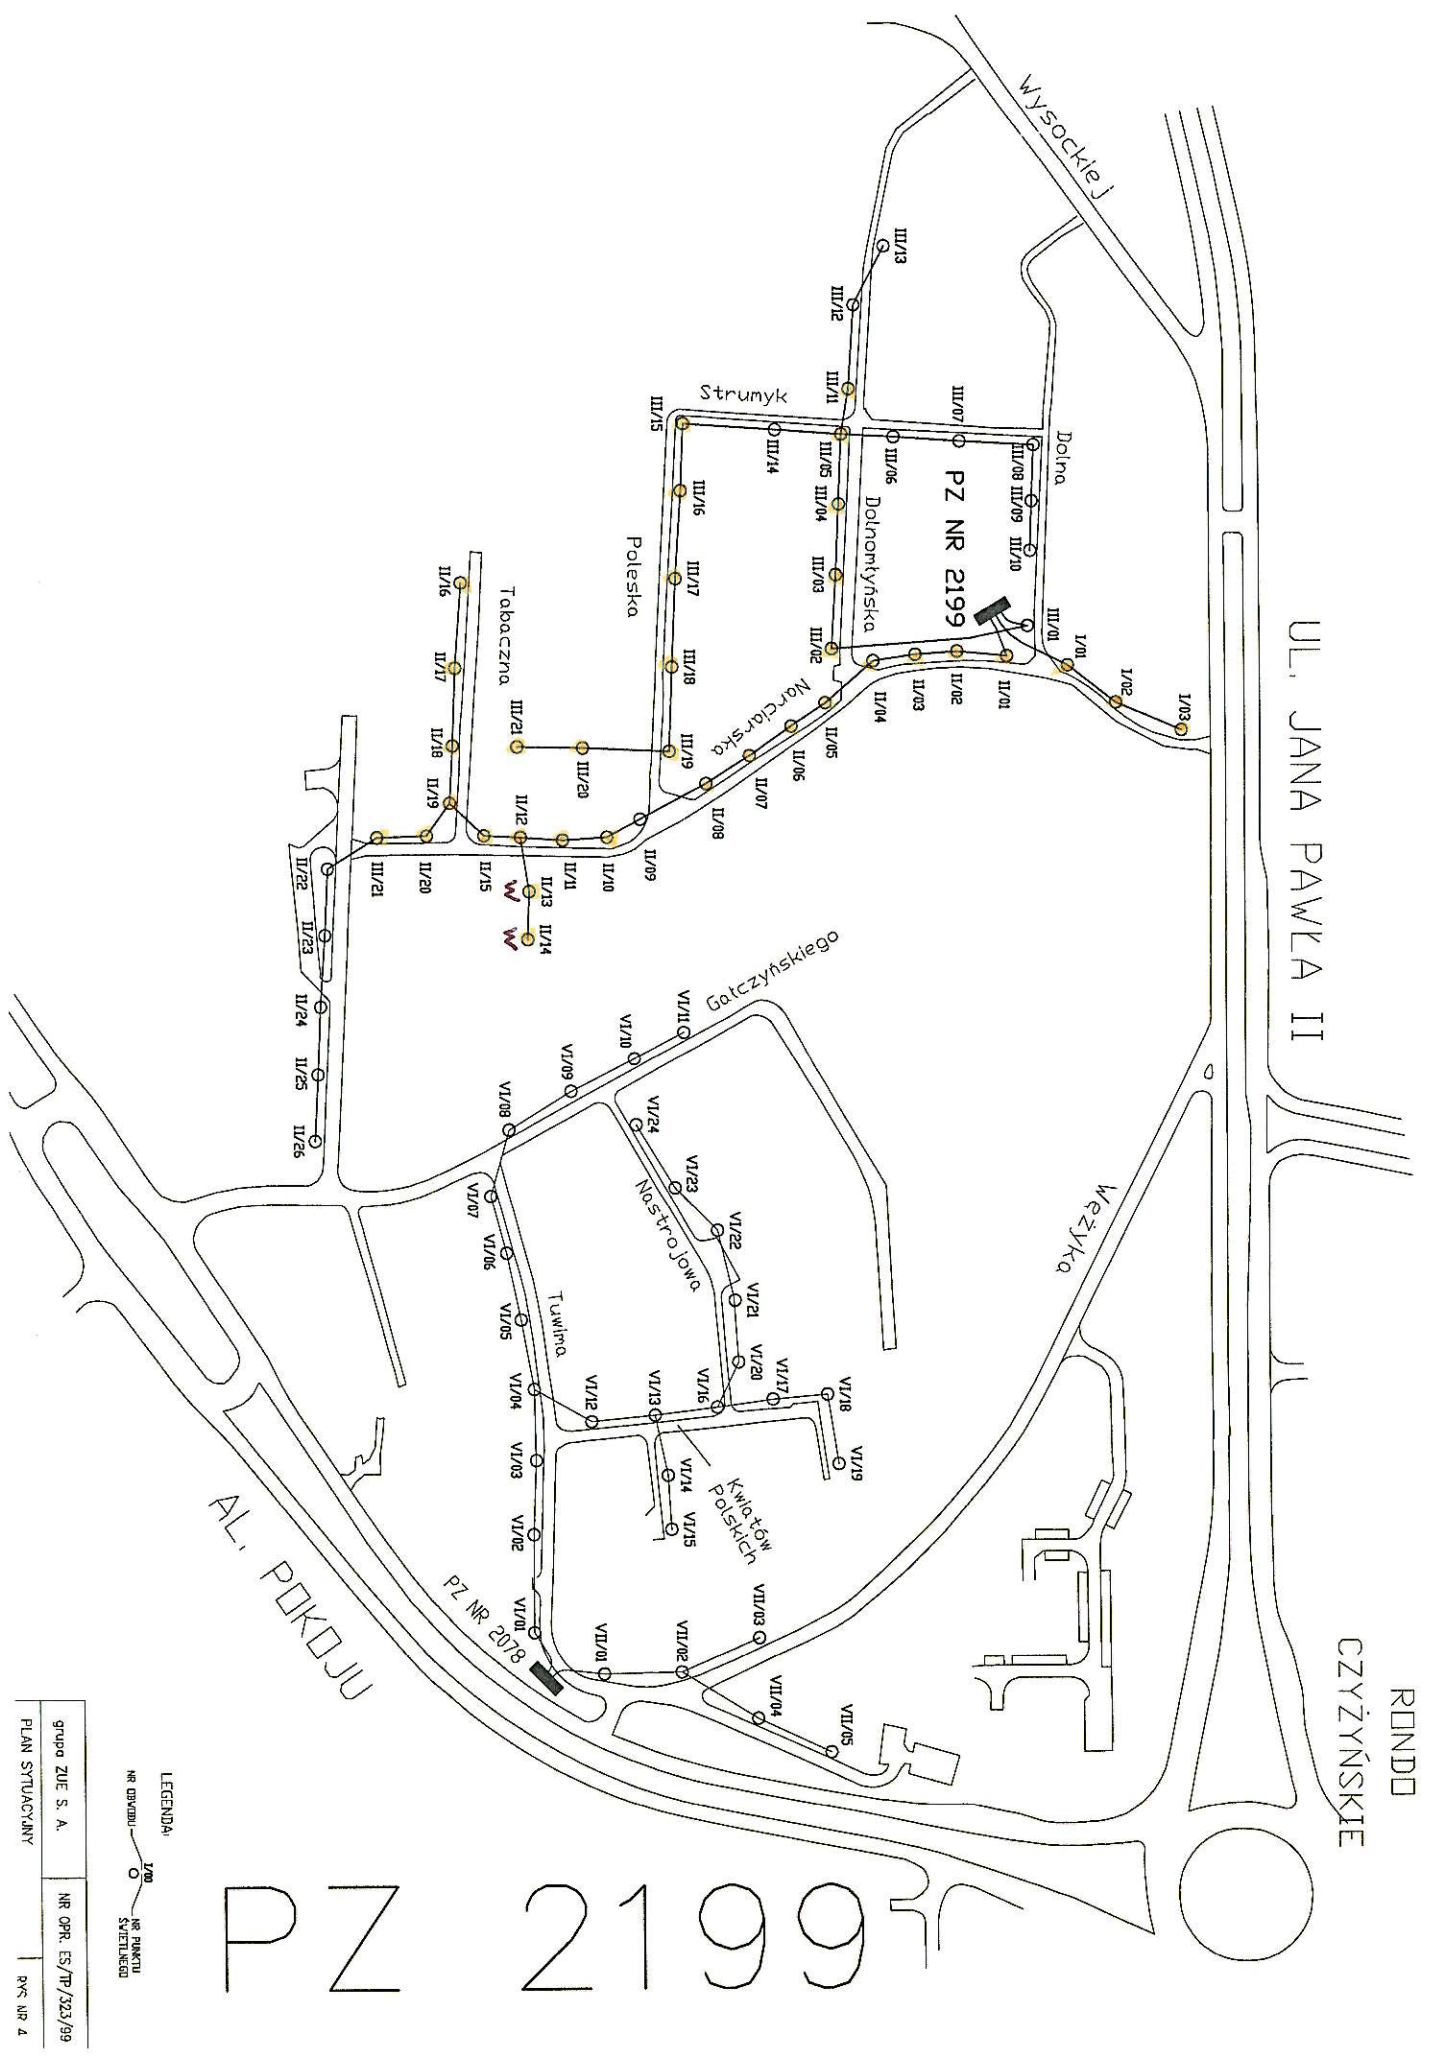 Wysockiej
UL. JANA PAWŁA II
RONDO
CZYŻYŃSKIE
III/13
III/12
III/11
Strumyk
III/07
Dolna
III/15
III/14
III/05
III/06
III/08
III/09
III/10
III/04
PZ NR 2199
Dolnomłyńska
III/16
III/03
III/17
Poleska
III/01
III/02
I/01
I/02
I/03
II/01
II/02
II/03
II/04
II/05
II/06
II/07
II/08
Narciarska
II/16
Tabaczna
II/17
III/18
II/18
III/21
III/20
III/19
II/19
II/12
II/09
II/10
II/11
II/15
II/20
III/21
II/22
II/13
W
II/14
W
II/23
II/24
II/25
II/26
Gałczyńskiego
VI/11
VI/10
VI/09
VI/08
VI/24
VI/23
VI/22
Nastrojowa
VI/07
VI/06
VI/21
VI/05
Tuwima
VI/20
Wężyka
VI/04
VI/12
VI/13
VI/16
VI/17
VI/18
VI/19
VI/03
VI/14
VI/15
Kwiatów
Polskich
VI/02
VI/01
PZ NR 2078
VII/01
VII/02
VII/03
VII/04
VII/05
AL. POKOJU
LEGENDA:
I/00
NR OBWODU
NR PUNKTU
ŚWIETLNEGO
PZ 2199
grupa ZUE S. A.
NR OPR. ES/TP/323/99
PLAN SYTUACYJNY
RYS. NR 4